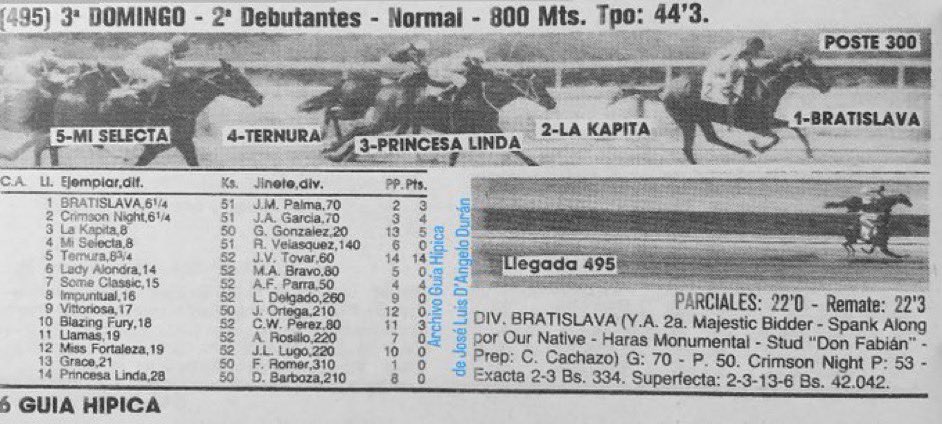 (495) 3ª DOMINGO - 2ª Debutantes - Normal - 800 Mts. Tpo: 44'3.
POSTE 300
5-MI SELECTA
4-TERNURA
3-PRINCESA LINDA
2-LA KAPITA
1-BRATISLAVA
C.A. Ll. Ejemplar,dif. Ks. Jinete,div. PP. Pts.
1 BRATISLAVA,6 1/4 51 J.M. Palma,70 2 3
2 Crimson Night,6 1/4 51 J.A. Garcia,70 3 4
3 La Kapita,8 50 G. Gonzalez,20 13 5
4 Mi Selecta,8 51 R. Velasquez,140 6 0
5 Ternura,8 3/4 52 J.V. Tovar,60 14 14
6 Lady Alondra,14 52 M.A. Bravo,80 5 0
7 Some Classic,15 52 A.F. Parra,50 4 4
8 Impuntual,16 52 L. Delgado,260 9 0
9 Vittoriosa,17 50 J. Ortega,210 12 0
10 Blazing Fury,18 52 C.W. Perez,80 11 3
11 Llamas,19 52 A. Rosillo,220 7 0
12 Miss Fortaleza,19 52 J.L. Lugo,220 10 0
13 Grace,21 50 F. Romer,310 1 0
14 Princesa Linda,28 50 D. Barboza,210 8 0
Archivo Guía Hípica
de José Luis D'Angelo Durán
Llegada 495
PARCIALES: 22'0 - Remate: 22'3
DIV. BRATISLAVA (Y.A. 2a. Majestic Bidder - Spank Along
por Our Native - Haras Monumental - Stud "Don Fabián" -
Prep: C. Cachazo) G: 70 - P. 50. Crimson Night P: 53 -
Exacta 2-3 Bs. 334. Superfecta: 2-3-13-6 Bs. 42.042.
6 GUIA HIPICA